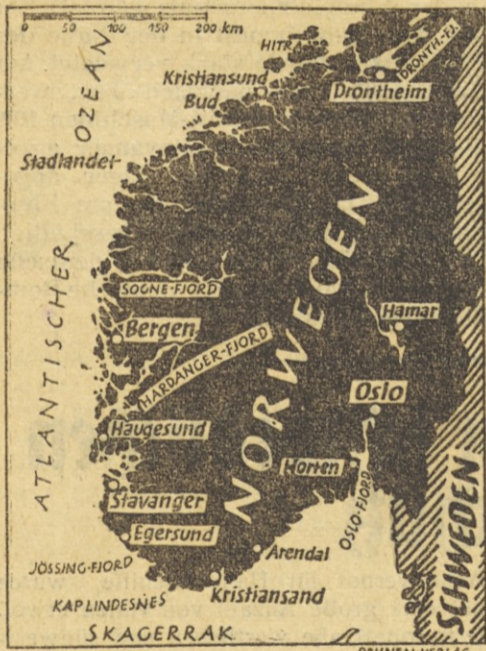 0 50 100 150 200 km
OZEAN
HITRA
DRONTH.-FJ.
Kristiansund
Bud
Drontheim
Stadlandet
ATLANTISCHER
NORWEGEN
SOGNE-FJORD
Bergen
Hamar
HARDANGER-FJORD
Oslo
Haugesund
Horten
OSLO-FJORD
SCHWEDEN
Stavanger
Egersund
Arendal
JÖSSING-FJORD
Kristiansand
KAP LINDESNES
SKAGERRAK